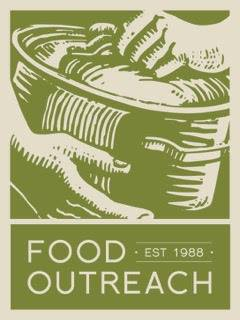 FOOD · EST 1988 ·
OUTREACH